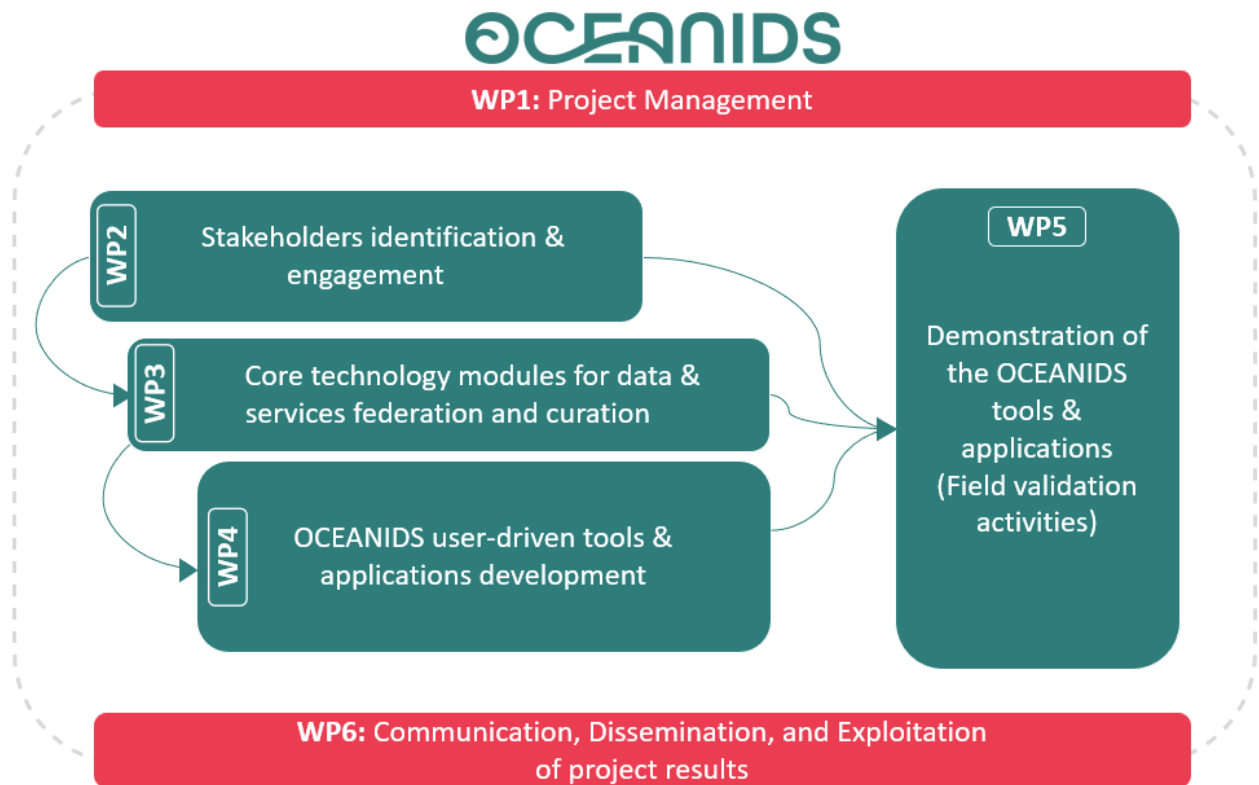 OCEANIDS
WP1: Project Management
WP2
Stakeholders identification &
engagement
WP3
Core technology modules for data &
services federation and curation
WP4
OCEANIDS user-driven tools &
applications development
WP5
Demonstration of
the OCEANIDS
tools &
applications
(Field validation
activities)
WP6: Communication, Dissemination, and Exploitation
of project results